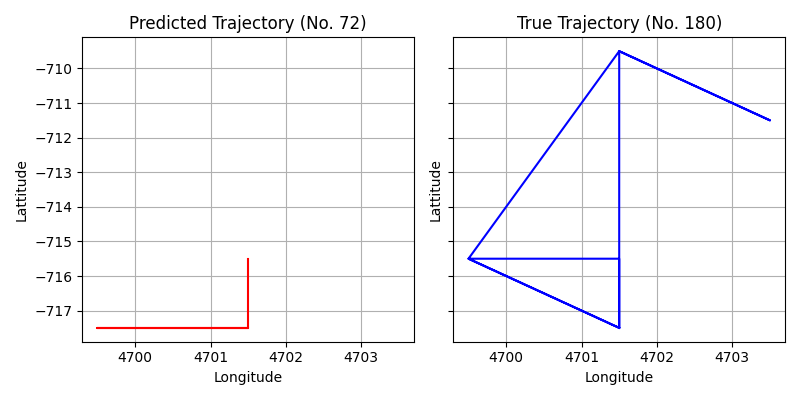 Predicted Trajectory (No. 72)
True Trajectory (No. 180)
Lattitude
−710
−711
−712
−713
−714
−715
−716
−717
4700
4701
4702
4703
Longitude
Lattitude
4700
4701
4702
4703
Longitude